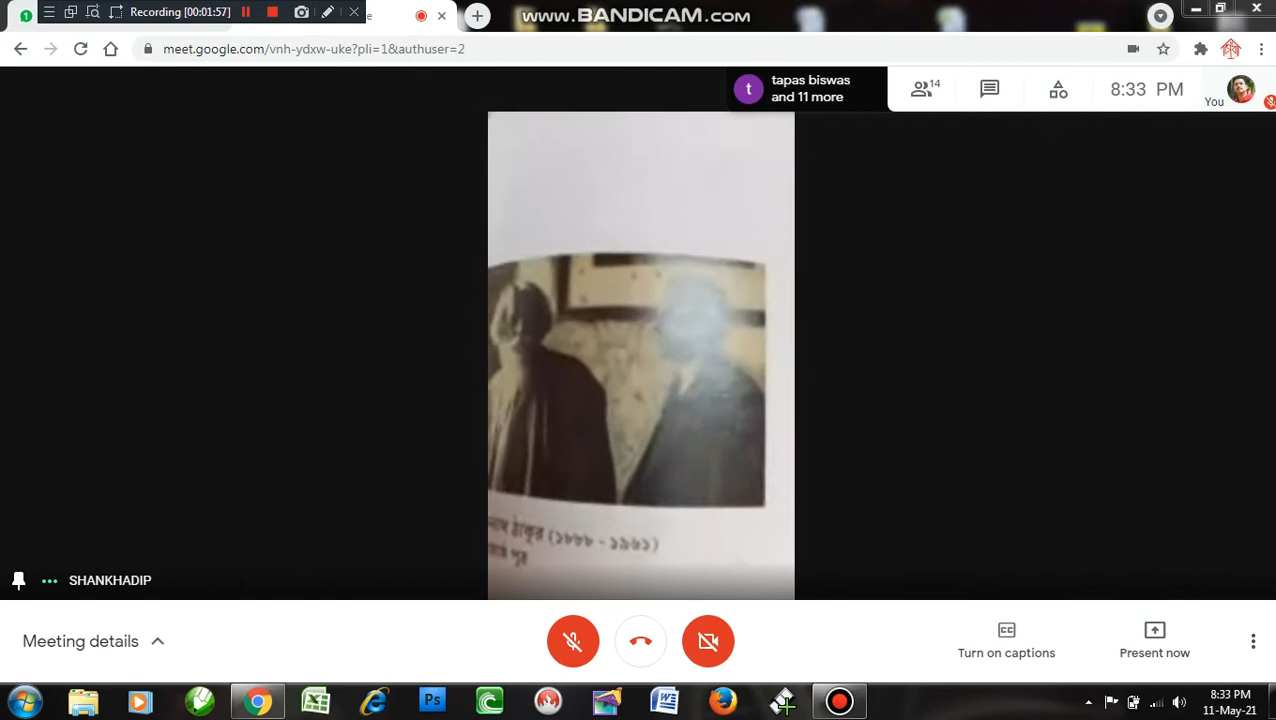 Recording [00:01:57]
www.BANDICAM.com
meet.google.com/vnh-ydxw-uke?pli=1&authuser=2
t
tapas biswas
and 11 more
14
8:33 PM
You
ঠাকুর (১৮৮৮ - ১৯৬১)
SHANKHADIP
Meeting details
Turn on captions
Present now
8:33 PM
11-May-21